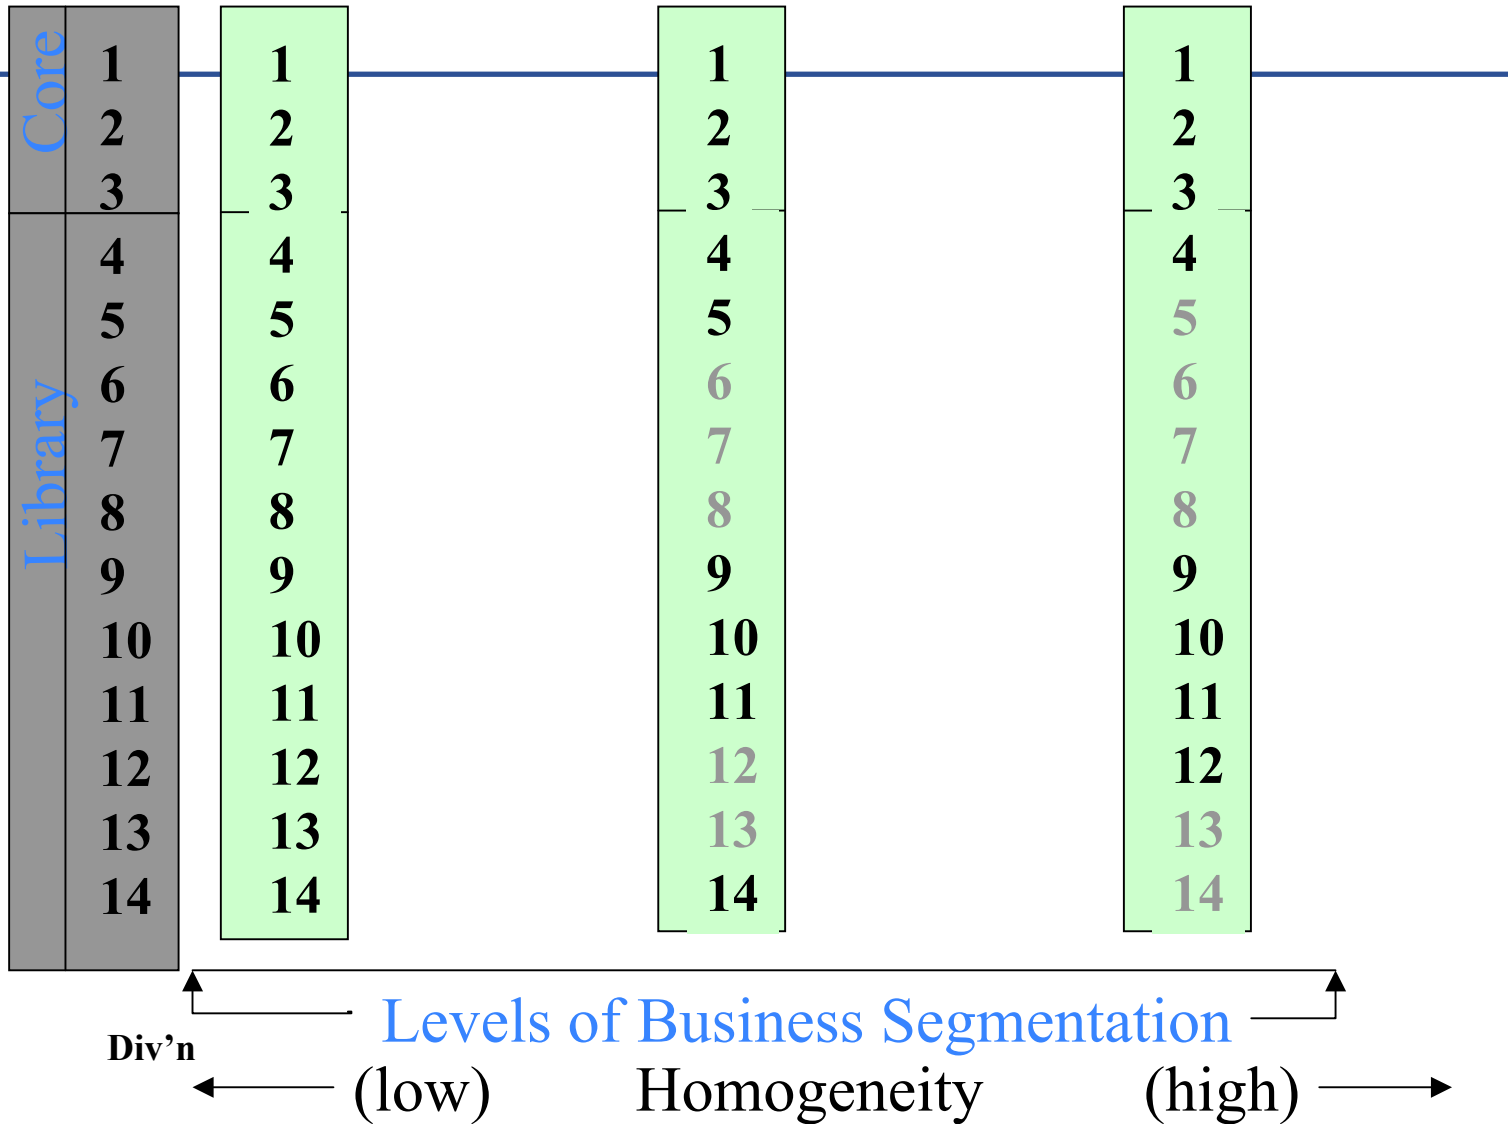 Core
Library
1 1 1 1
2 2 2 2
3 3 3 3
4 4 4 4
5 5 5 5
6 6 6 6
7 7 7 7
8 8 8 8
9 9 9 9
10 10 10 10
11 11 11 11
12 12 12 12
13 13 13 13
14 14 14 14
Levels of Business Segmentation
Div’n
(low) Homogeneity (high)